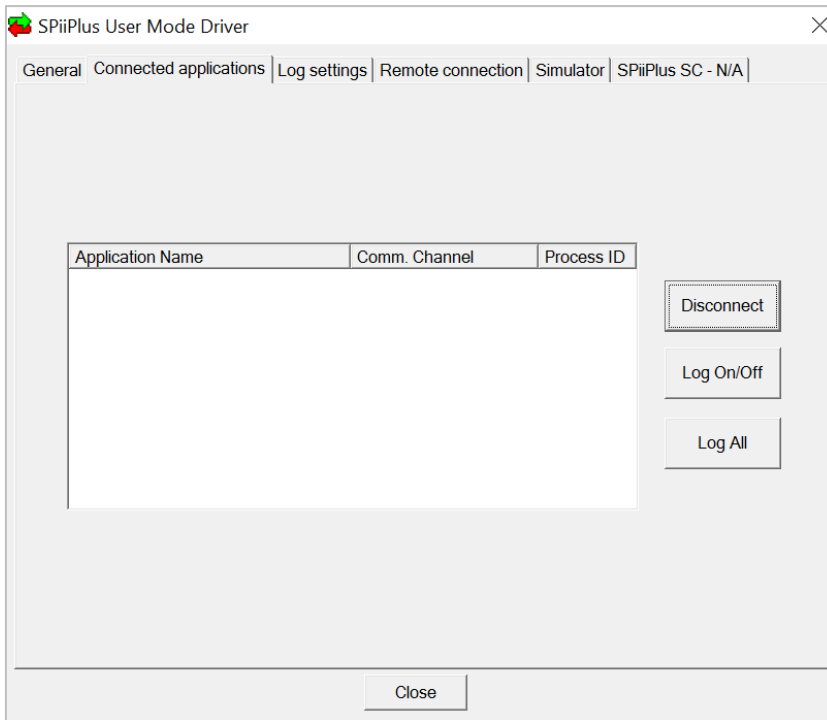 SPiiPlus User Mode Driver
General Connected applications Log settings Remote connection Simulator SPiiPlus SC - N/A
Application Name Comm. Channel Process ID
Disconnect
Log On/Off
Log All
Close